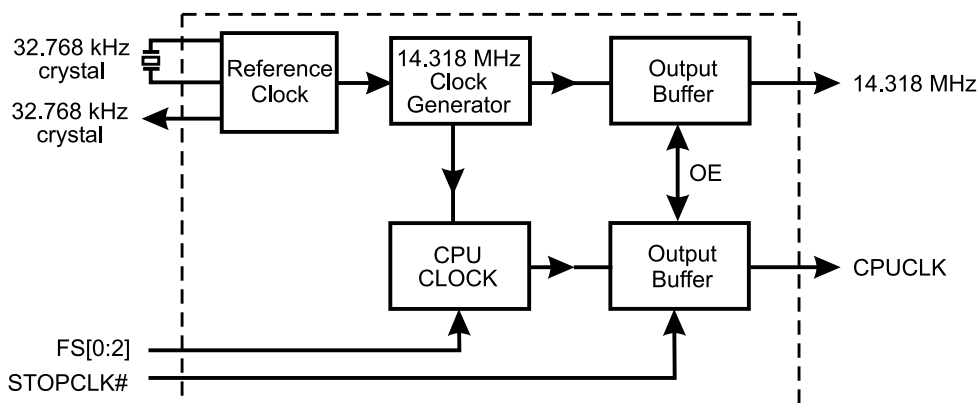 32.768 kHz
crystal
32.768 kHz
crystal
Reference
Clock
14.318 MHz
Clock
Generator
Output
Buffer
14.318 MHz
OE
CPU
CLOCK
Output
Buffer
CPUCLK
FS[0:2]
STOPCLK#